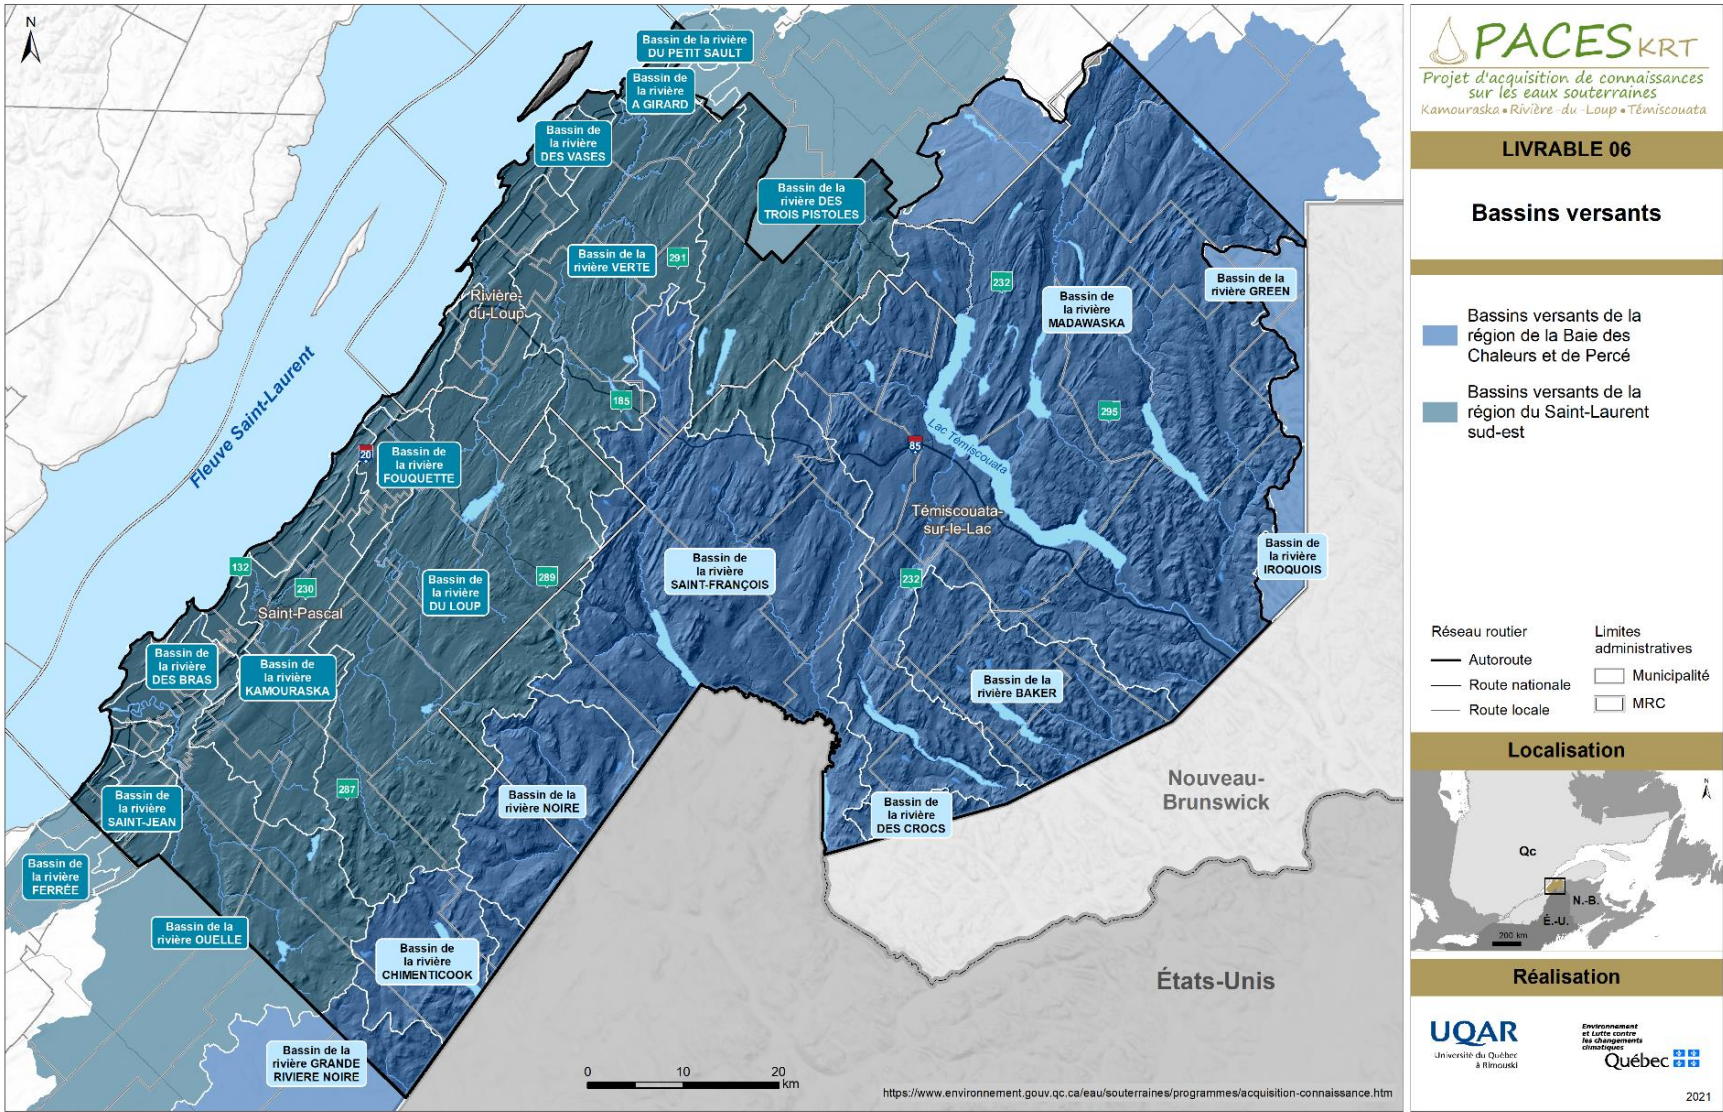 N
Bassin de la rivière
DU PETIT SAULT
Bassin de
la rivière
A GIRARD
Bassin de
la rivière
DES VASES
Bassin de la
rivière DES
TROIS PISTOLES
Bassin de la
rivière VERTE
291
Rivière-
du-Loup
232
Bassin de
la rivière
MADAWASKA
Bassin de la
rivière GREEN
Fleuve Saint-Laurent
185
295
20
Bassin de
la rivière
FOUQUETTE
85
Lac Témiscouata
Témiscouata-
sur-le-Lac
Bassin de
la rivière
IROQUOIS
132
230
Saint-Pascal
Bassin de
la rivière
DU LOUP
289
Bassin de
la rivière
SAINT-FRANÇOIS
232
Bassin de
la rivière
DES BRAS
Bassin de
la rivière
KAMOURASKA
Bassin de la
rivière BAKER
287
Bassin de
la rivière
SAINT-JEAN
Bassin de la
rivière NOIRE
Bassin de
la rivière
DES CROCS
Nouveau-
Brunswick
Bassin de
la rivière
FERRÉE
Bassin de la
rivière OUELLE
Bassin de
la rivière
CHIMENTICOOK
États-Unis
Bassin de la
rivière GRANDE
RIVIERE NOIRE
0 10 20
km
https://www.environnement.gouv.qc.ca/eau/souterraines/programmes/acquisition-connaissance.htm
PACES KRT
Projet d'acquisition de connaissances
sur les eaux souterraines
Kamouraska • Rivière-du-Loup • Témiscouata
LIVRABLE 06
Bassins versants
Bassins versants de la
région de la Baie des
Chaleurs et de Percé
Bassins versants de la
région du Saint-Laurent
sud-est
Réseau routier
Autoroute
Route nationale
Route locale
Limites
administratives
Municipalité
MRC
Localisation
N
Qc
N.-B.
É.-U.
200 km
Réalisation
UQAR
Université du Québec
à Rimouski
Environnement
et Lutte contre
les changements
climatiques
Québec
2021